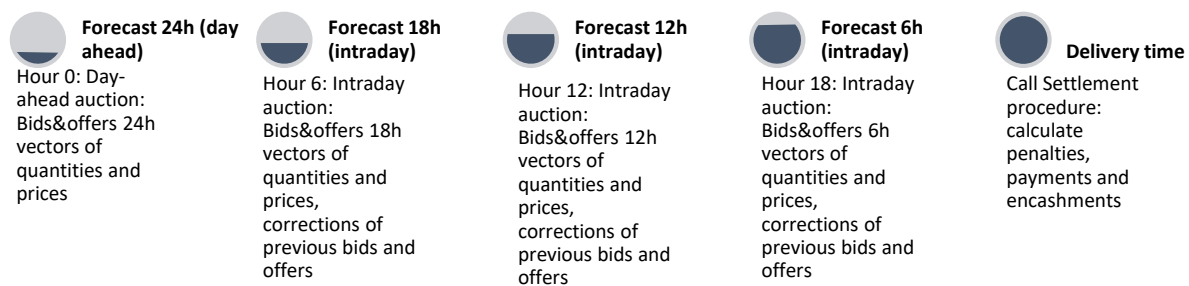 Forecast 24h (day
ahead)
Hour 0: Day-
ahead auction:
Bids&offers 24h
vectors of
quantities and
prices
Forecast 18h
(intraday)
Hour 6: Intraday
auction:
Bids&offers 18h
vectors of
quantities and
prices,
corrections of
previous bids and
offers
Forecast 12h
(intraday)
Hour 12: Intraday
auction:
Bids&offers 12h
vectors of
quantities and
prices,
corrections of
previous bids and
offers
Forecast 6h
(intraday)
Hour 18: Intraday
auction:
Bids&offers 6h
vectors of
quantities and
prices,
corrections of
previous bids and
offers
Delivery time
Call Settlement
procedure:
calculate
penalties,
payments and
encashments